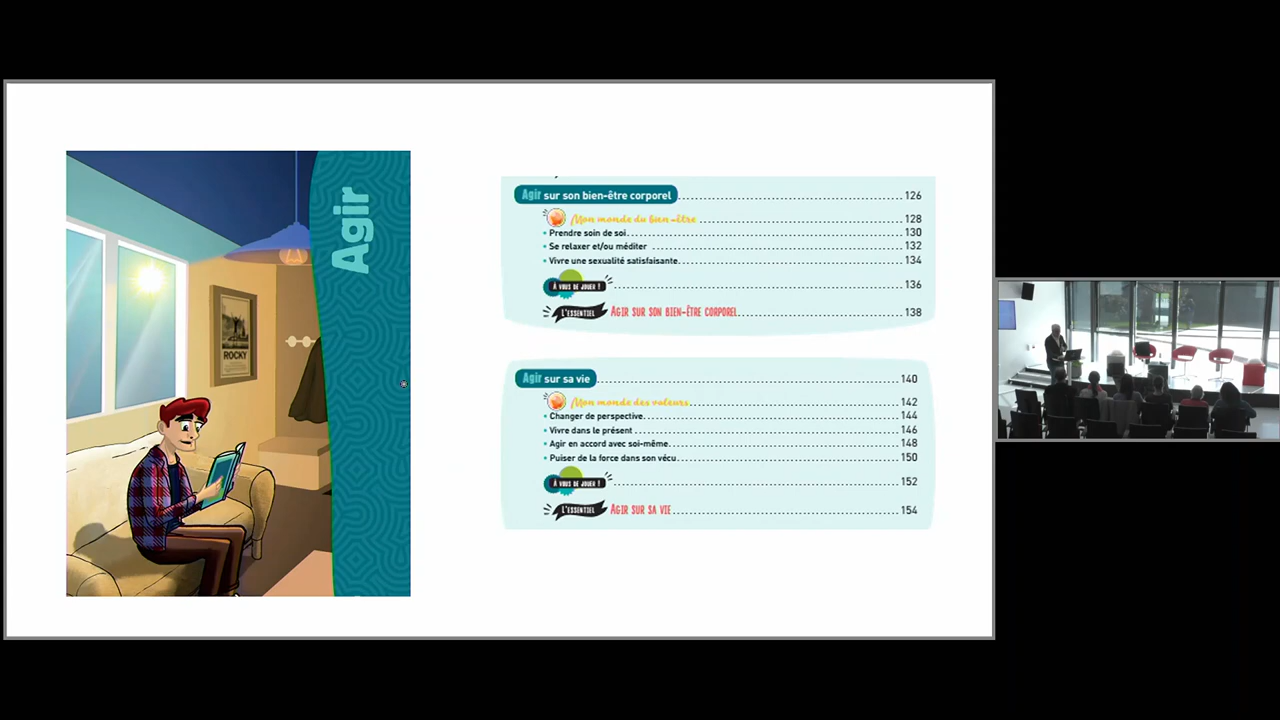 Agir
ROCKY
Agir sur son bien-être corporel 126
Mon monde du bien-être 128
• Prendre soin de soi 130
• Se relaxer et/ou méditer 132
• Vivre une sexualité satisfaisante 134
À VOUS DE JOUER ! 136
L'ESSENTIEL AGIR SUR SON BIEN-ÊTRE CORPOREL 138
Agir sur sa vie 140
Mon monde des valeurs 142
• Changer de perspective 144
• Vivre dans le présent 146
• Agir en accord avec soi-même 148
• Puiser de la force dans son vécu 150
À VOUS DE JOUER ! 152
L'ESSENTIEL AGIR SUR SA VIE 154